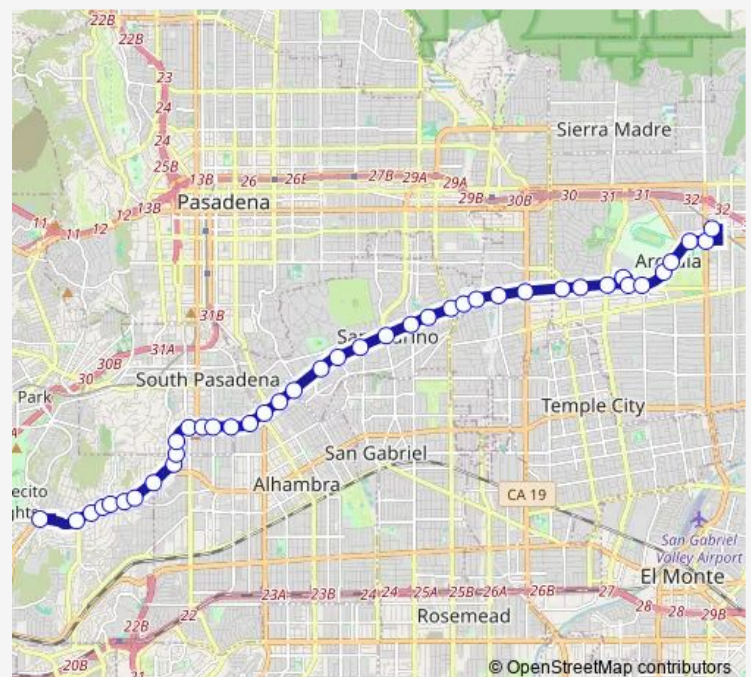 22B
22B
23
24
24
25B
13B
26
27B
29A
29A
29B
30B
30
31
31
32
32
Sierra Madre
Pasadena
11
11
12
12
13B
31B
31A
30B
30
Park
South Pasadena
San Gabriel
Alhambra
Temple City
CA 19
San Gabriel
Valley Airport
El Monte
Rosemead
23A
23B
24
24
25A
25B
26A
26B
27
28
28
29B
22
22B
20B
© OpenStreetMap contributors